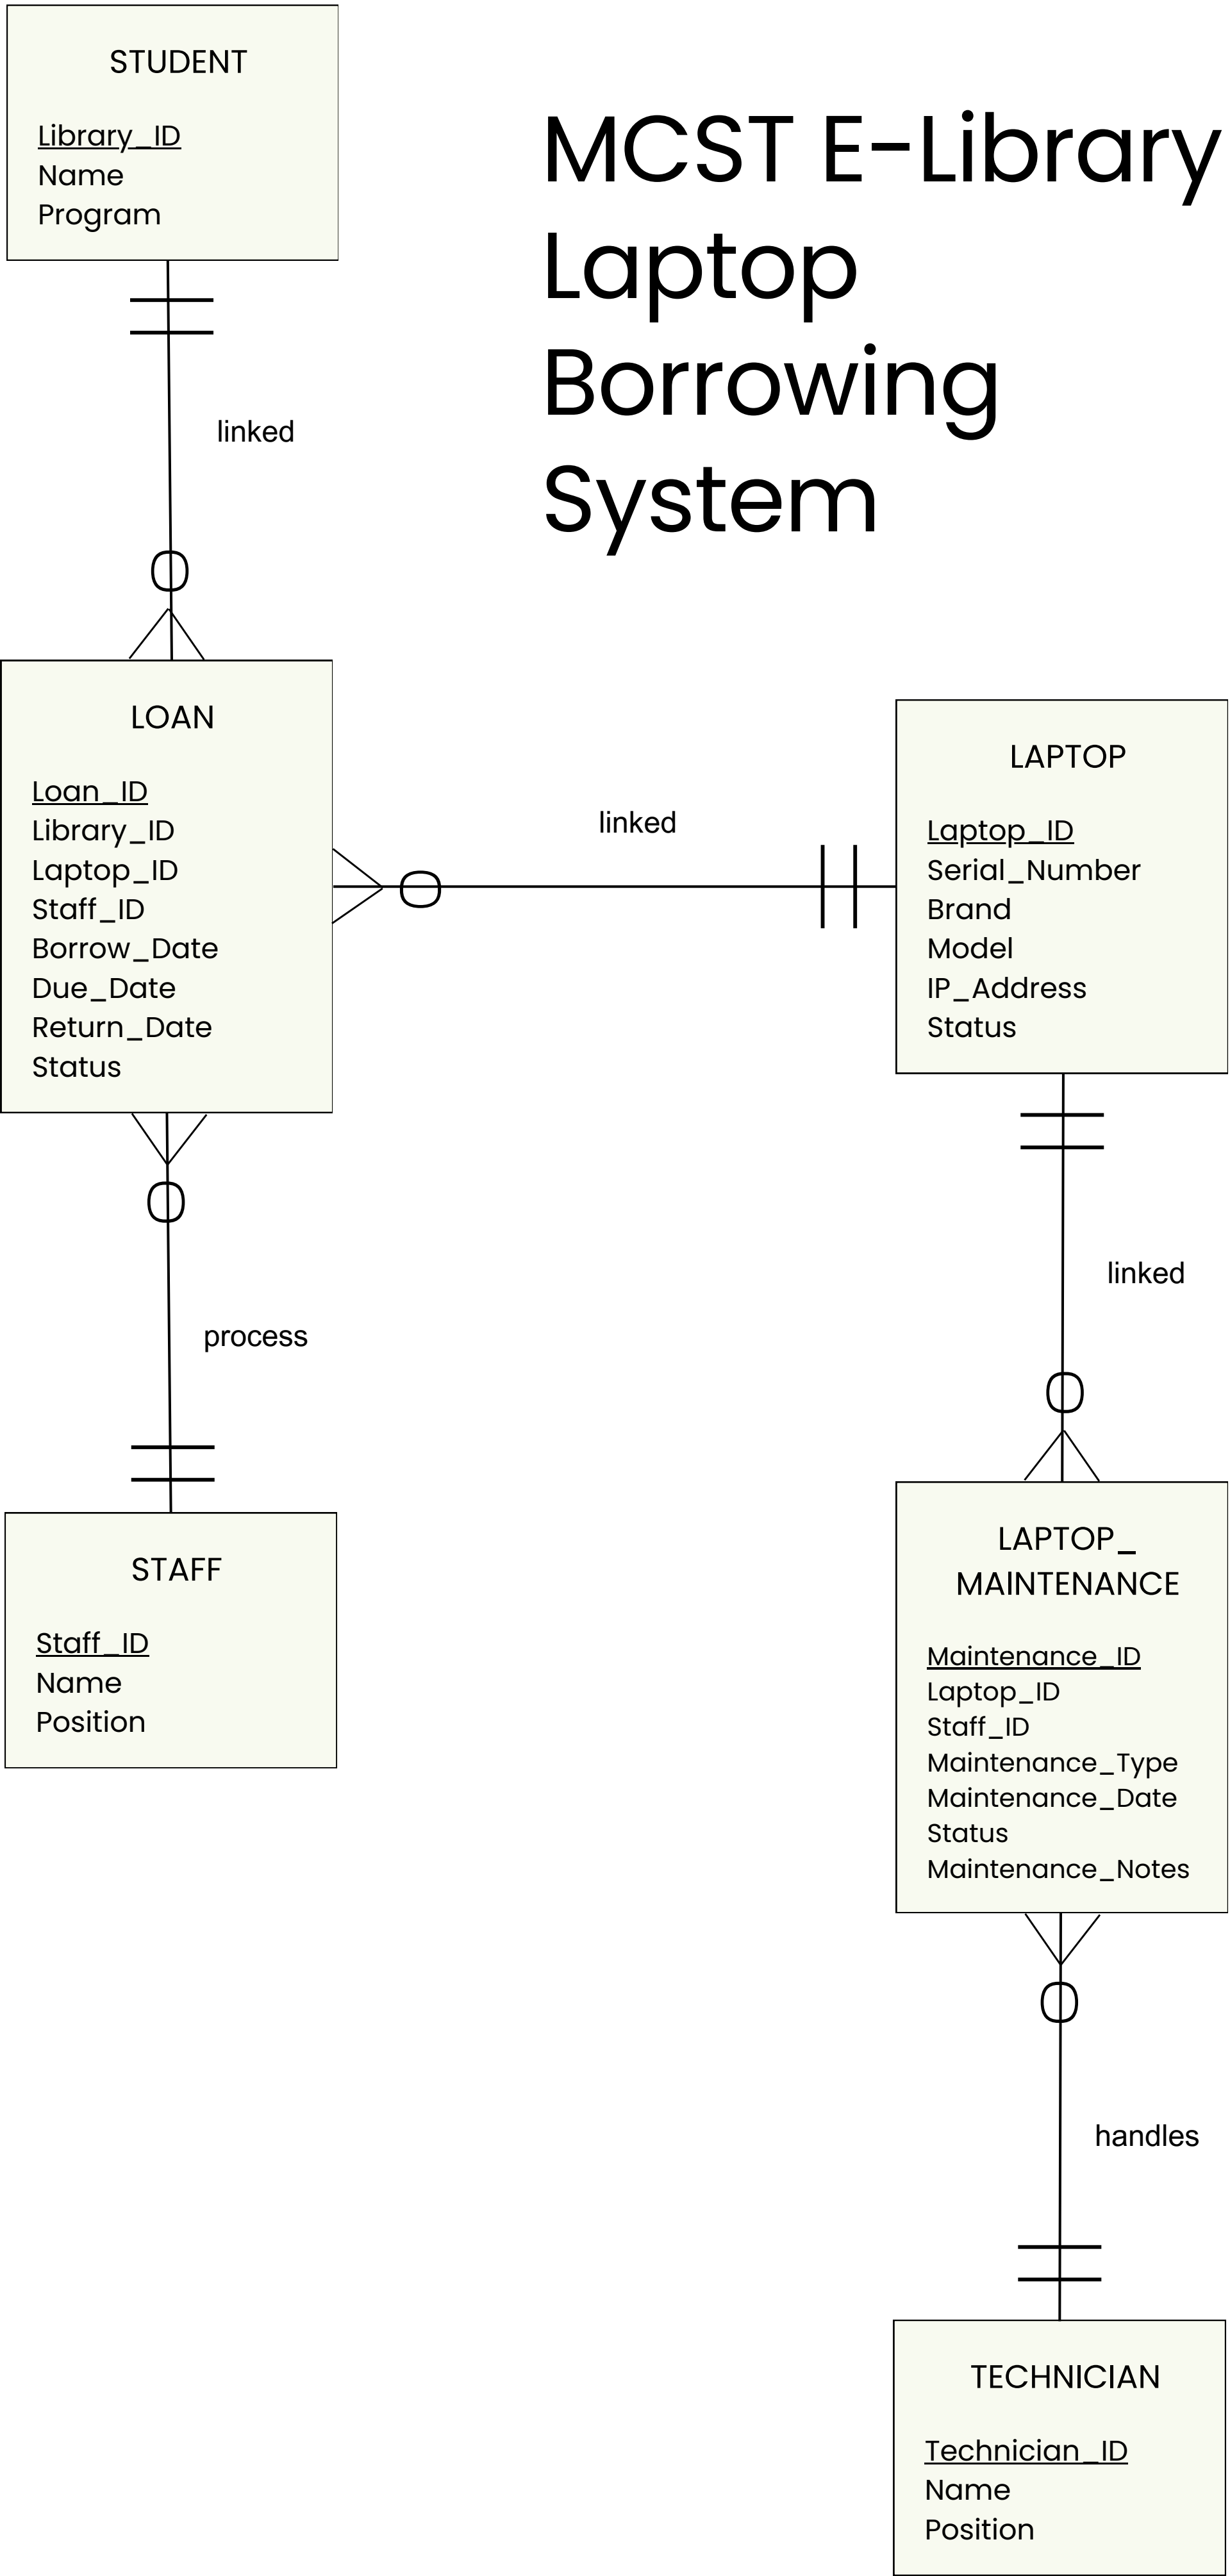 STUDENT
Library_ID
Name
Program
MCST E-Library
Laptop
Borrowing
System
linked
LOAN
Loan_ID
Library_ID
Laptop_ID
Staff_ID
Borrow_Date
Due_Date
Return_Date
Status
linked
LAPTOP
Laptop_ID
Serial_Number
Brand
Model
IP_Address
Status
process
linked
STAFF
Staff_ID
Name
Position
LAPTOP_
MAINTENANCE
Maintenance_ID
Laptop_ID
Staff_ID
Maintenance_Type
Maintenance_Date
Status
Maintenance_Notes
handles
TECHNICIAN
Technician_ID
Name
Position